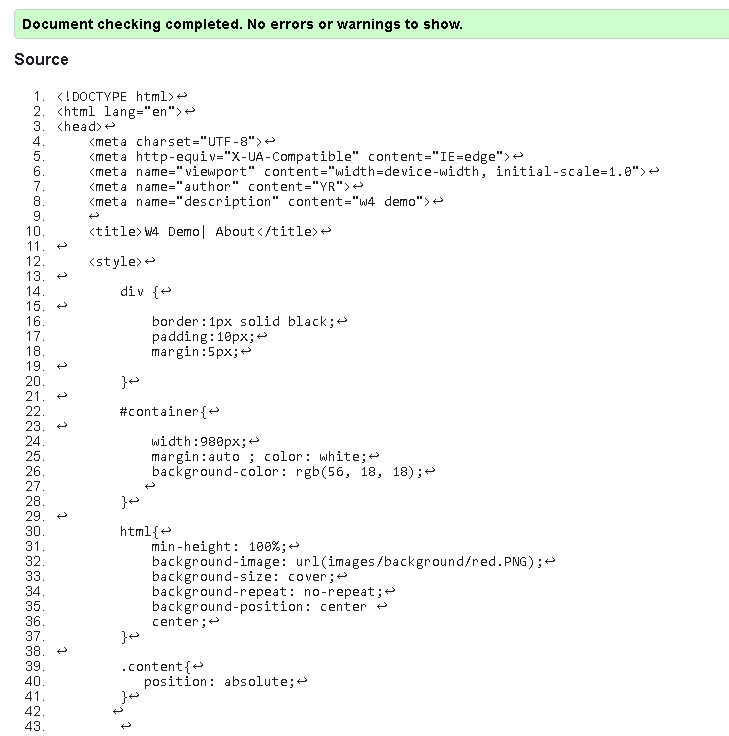 Document checking completed. No errors or warnings to show.
Source
1. <!DOCTYPE html>↩
2. <html lang="en">↩
3. <head>↩
4.     <meta charset="UTF-8">↩
5.     <meta http-equiv="X-UA-Compatible" content="IE=edge">↩
6.     <meta name="viewport" content="width=device-width, initial-scale=1.0">↩
7.     <meta name="author" content="YR">↩
8.     <meta name="description" content="w4 demo">↩
9.     ↩
10.     <title>W4 Demo| About</title>↩
11. ↩
12.     <style>↩
13. ↩
14.         div {↩
15. ↩
16.             border:1px solid black;↩
17.             padding:10px;↩
18.             margin:5px;↩
19. ↩
20.         }↩
21. ↩
22.         #container{↩
23. ↩
24.             width:980px;↩
25.             margin:auto ; color: white;↩
26.             background-color: rgb(56, 18, 18);↩
27.             ↩
28.         }↩
29. ↩
30.         html{↩
31.             min-height: 100%;↩
32.             background-image: url(images/background/red.PNG);↩
33.             background-size: cover;↩
34.             background-repeat: no-repeat;↩
35.             background-position: center ↩
36.             center;↩
37.         }↩
38. ↩
39.         .content{↩
40.            position: absolute;↩
41.         }↩
42.        ↩
43.         ↩